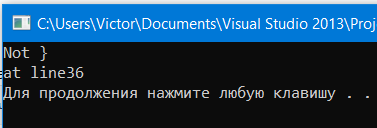 C:\Users\Victor\Documents\Visual Studio 2013\Proj
Not }
at line36
Для продолжения нажмите любую клавишу . .